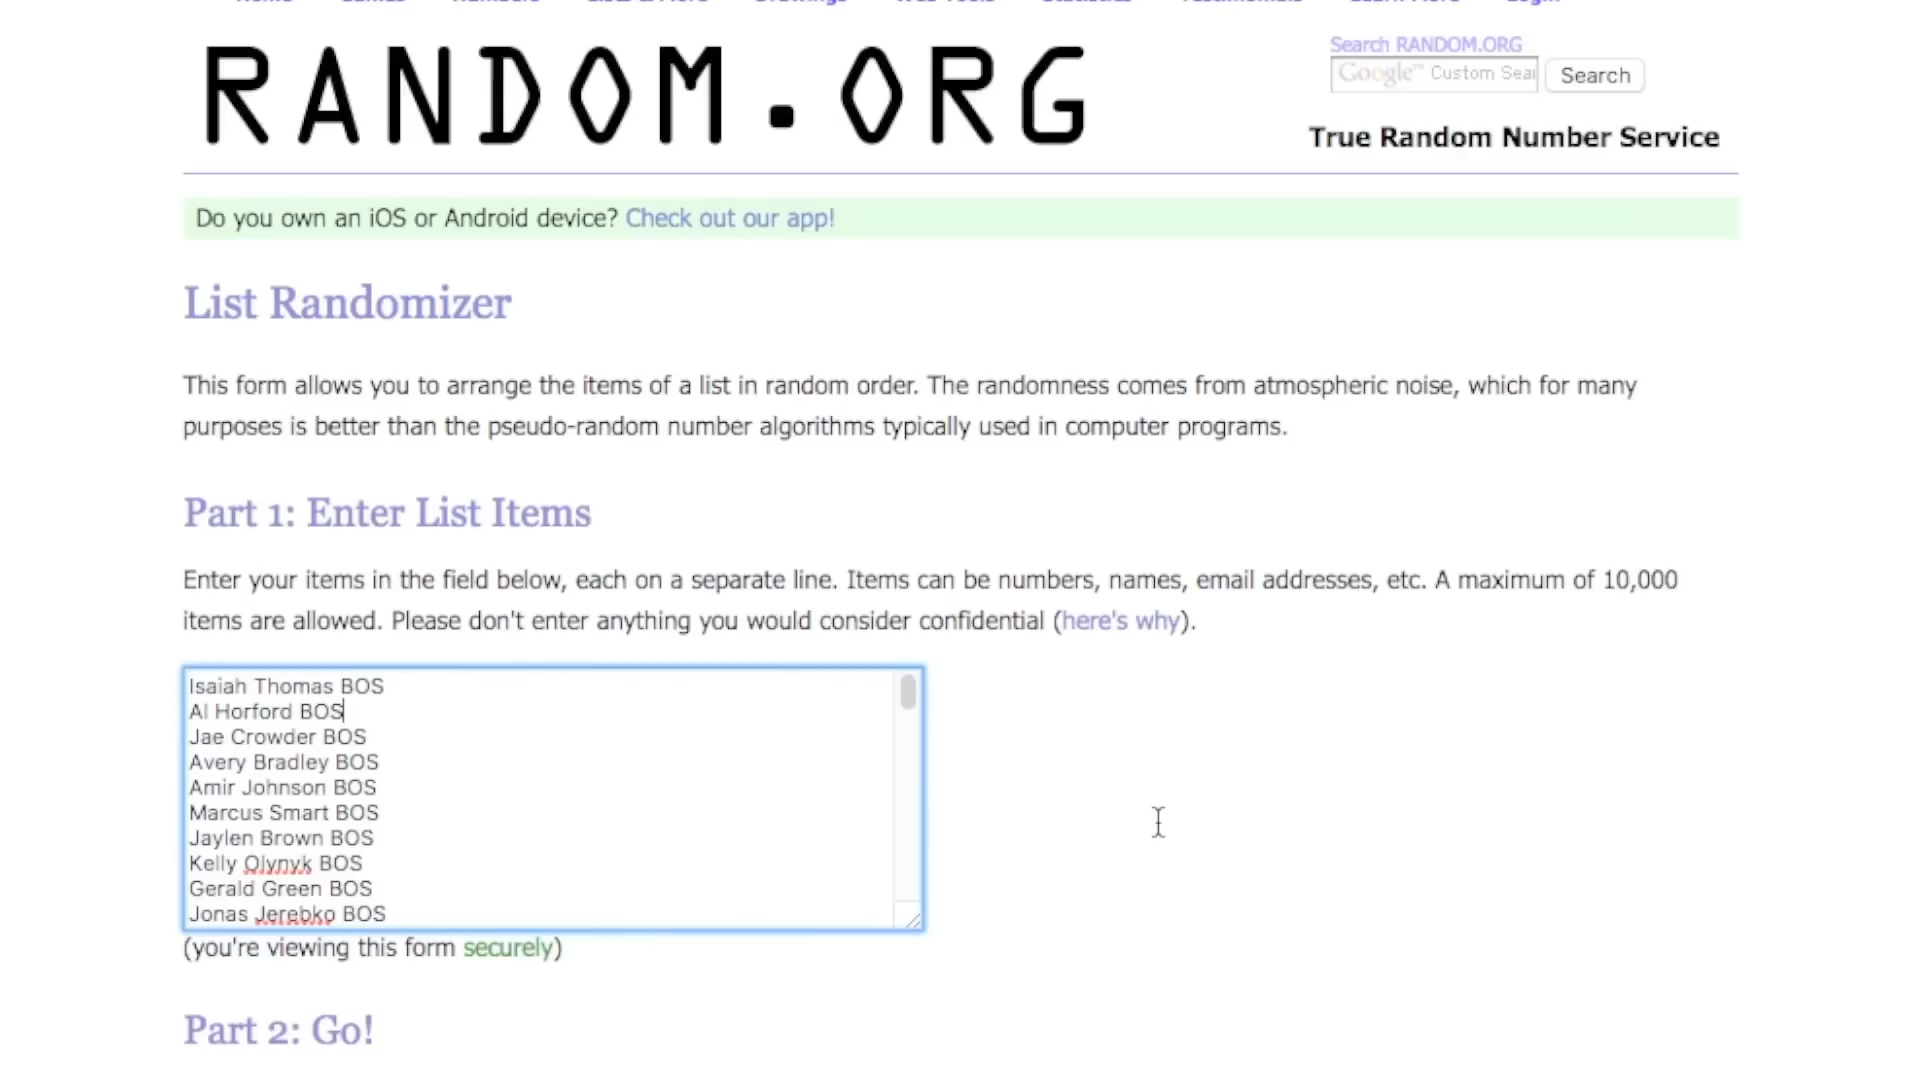 RANDOM.ORG
Search RANDOM.ORG
Google™ Custom Sear
Search
True Random Number Service
Do you own an iOS or Android device? Check out our app!
List Randomizer
This form allows you to arrange the items of a list in random order. The randomness comes from atmospheric noise, which for many
purposes is better than the pseudo-random number algorithms typically used in computer programs.
Part 1: Enter List Items
Enter your items in the field below, each on a separate line. Items can be numbers, names, email addresses, etc. A maximum of 10,000
items are allowed. Please don't enter anything you would consider confidential (here's why).
Isaiah Thomas BOS
Al Horford BOS
Jae Crowder BOS
Avery Bradley BOS
Amir Johnson BOS
Marcus Smart BOS
Jaylen Brown BOS
Kelly Olynyk BOS
Gerald Green BOS
Jonas Jerebko BOS
(you're viewing this form securely)
Part 2: Go!